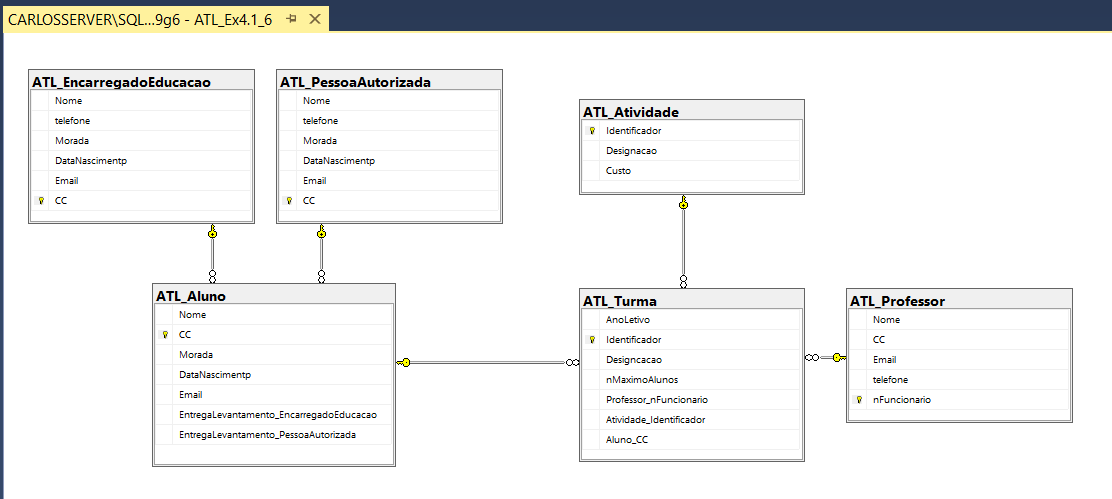 CARLOSSERVER\SQL...9g6 - ATL_Ex4.1_6
ATL_EncarregadoEducacao
Nome
telefone
Morada
DataNascimentp
Email
CC
ATL_PessoaAutorizada
Nome
telefone
Morada
DataNascimentp
Email
CC
ATL_Atividade
Identificador
Designacao
Custo
ATL_Aluno
Nome
CC
Morada
DataNascimentp
Email
EntregaLevantamento_EncarregadoEducacao
EntregaLevantamento_PessoaAutorizada
ATL_Turma
AnoLetivo
Identificador
Designcacao
nMaximoAlunos
Professor_nFuncionario
Atividade_Identificador
Aluno_CC
ATL_Professor
Nome
CC
Email
telefone
nFuncionario